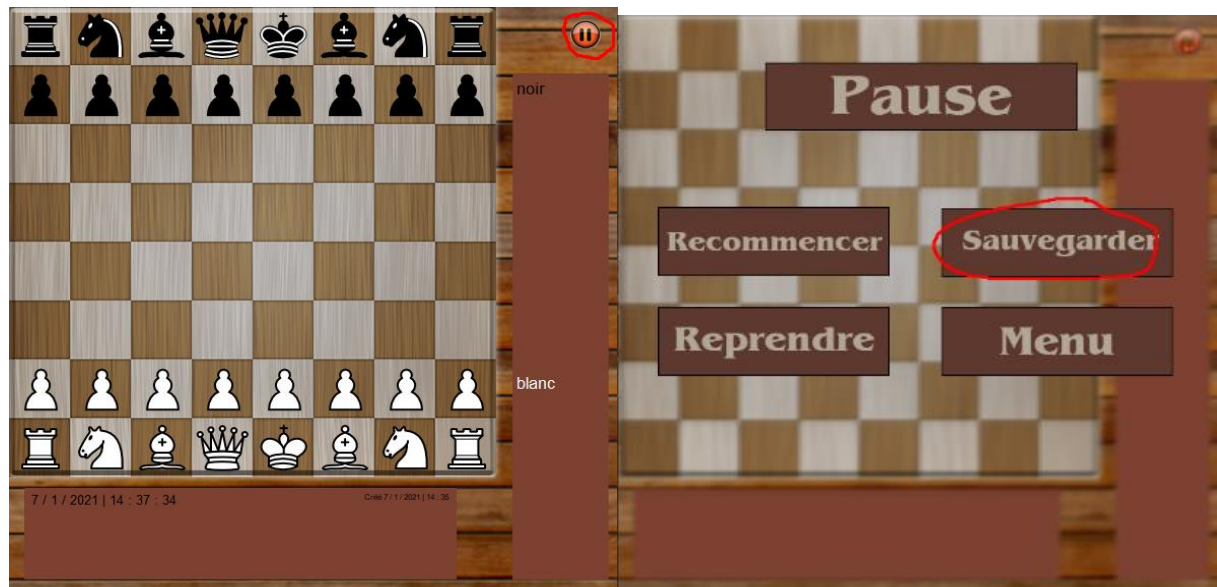 noir
blanc
7 / 1 / 2021 | 14 : 37 : 34
Créé 7 / 1 / 2021 | 14 : 36
Pause
Recommencer
Sauvegarder
Reprendre
Menu